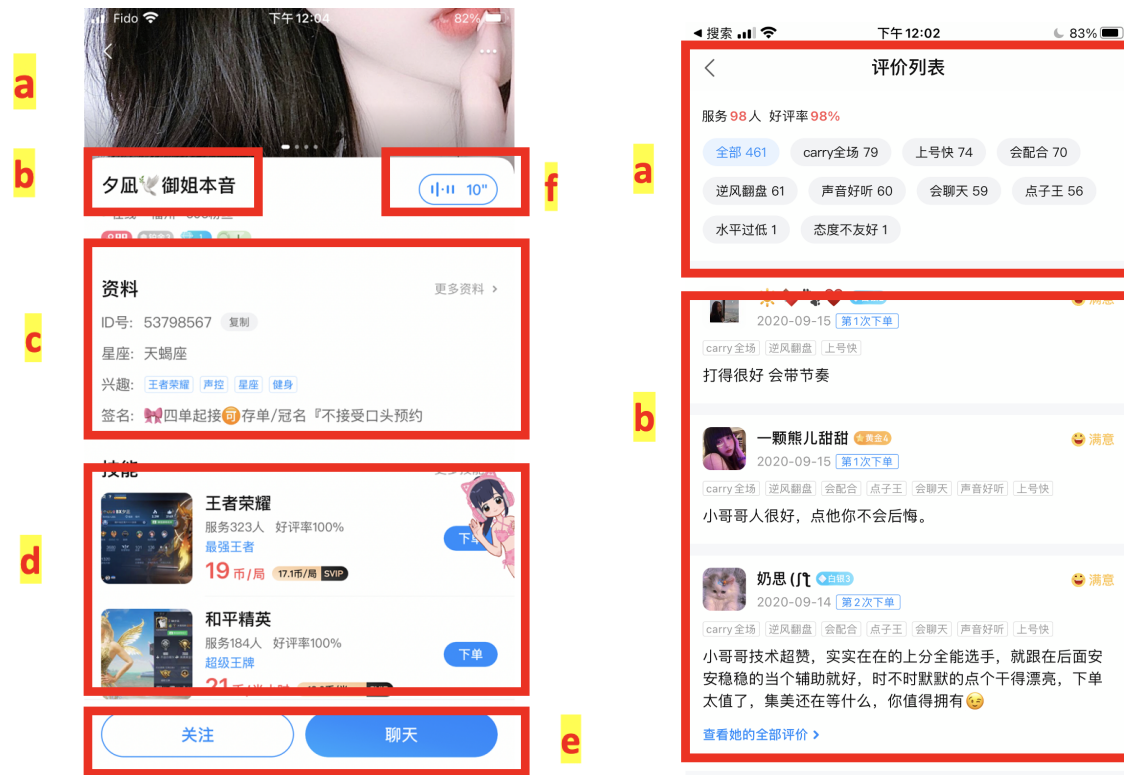 Fido
下午12:04
82%
a
b
夕凪🕊️御姐本音
10"
f
资料
更多资料 >
c
ID号: 53798567 复制
星座: 天蝎座
兴趣: 王者荣耀 声控 星座 健身
签名: 🎀四单起接🉑存单/冠名『不接受口头预约
技能
d
王者荣耀
服务323人 好评率100%
最强王者
下单
19 币/局 17.1币/局 SVIP
和平精英
服务184人 好评率100%
超级王牌
下单
21
e
关注
聊天
◀搜索
下午12:02
83%
a
评价列表
服务98人 好评率98%
全部 461 carry全场 79 上号快 74 会配合 70
逆风翻盘 61 声音好听 60 会聊天 59 点子王 56
水平过低 1 态度不友好 1
b
满意
2020-09-15 第1次下单
carry全场 逆风翻盘 上号快
打得很好 会带节奏
一颗熊儿甜甜 黄金4
满意
2020-09-15 第1次下单
carry全场 逆风翻盘 会配合 点子王 会聊天 声音好听 上号快
小哥哥人很好，点他你不会后悔。
奶思 白银3
满意
2020-09-14 第2次下单
carry全场 逆风翻盘 会配合 点子王 会聊天 声音好听 上号快
小哥哥技术超赞，实实在在的上分全能选手，就跟在后面安
安稳稳的当个辅助就好，时不时默默的点个干得漂亮，下单
太值了，集美还在等什么，你值得拥有😉
查看她的全部评价 >